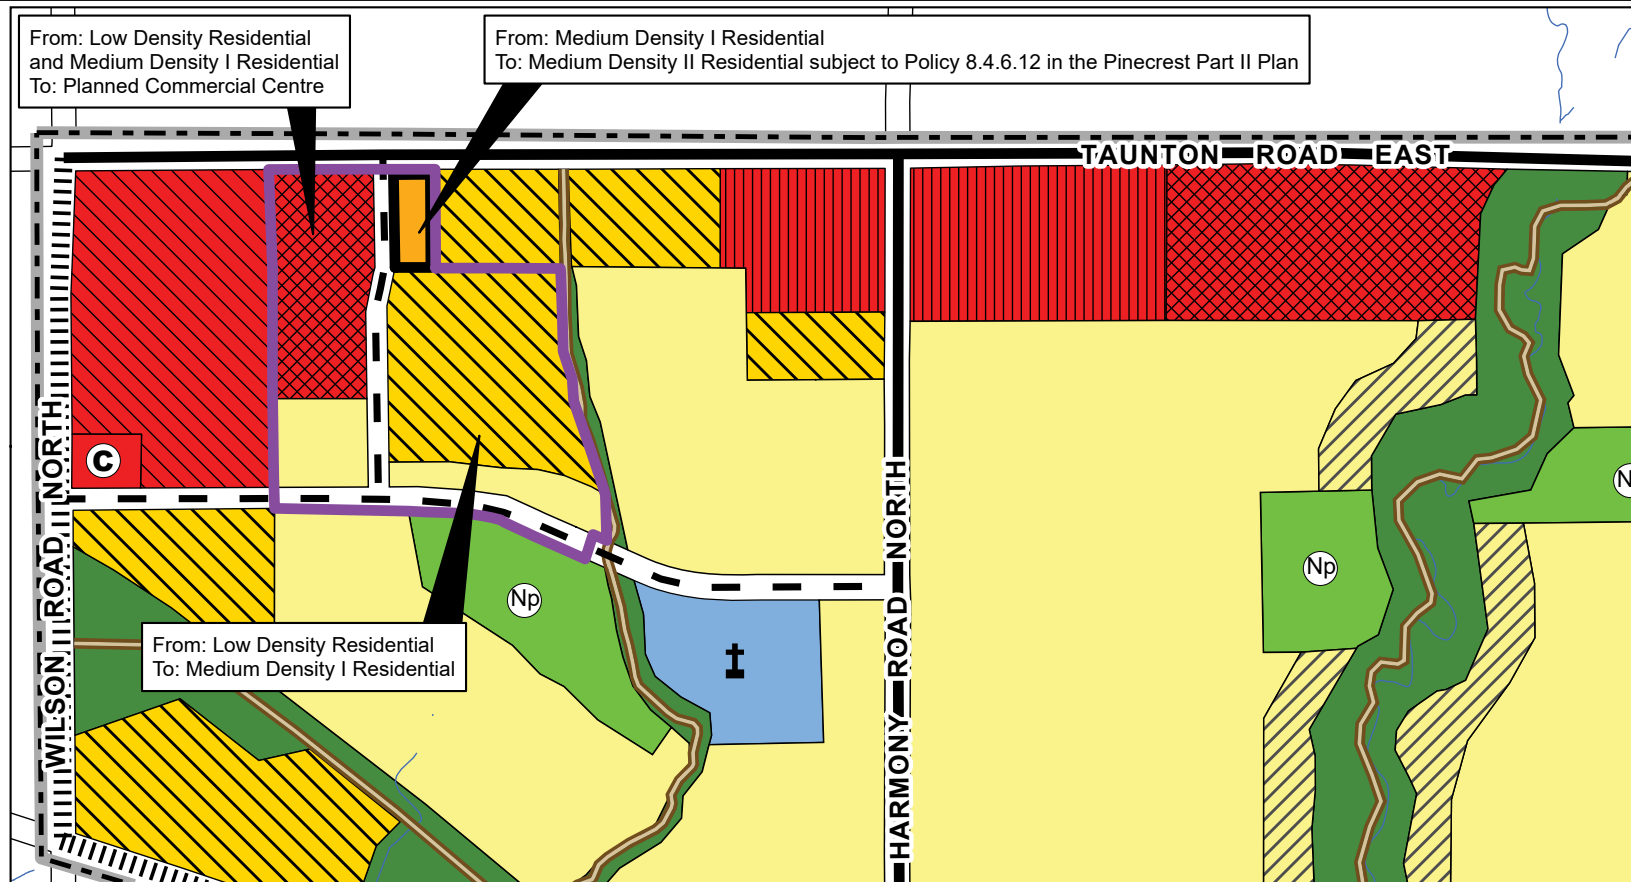 From: Low Density Residential
and Medium Density I Residential
To: Planned Commercial Centre
From: Medium Density I Residential
To: Medium Density II Residential subject to Policy 8.4.6.12 in the Pinecrest Part II Plan
TAUNTON ROAD EAST
WILSON ROAD NORTH
C
HARMONY ROAD NORTH
N
Np
Np
From: Low Density Residential
To: Medium Density I Residential